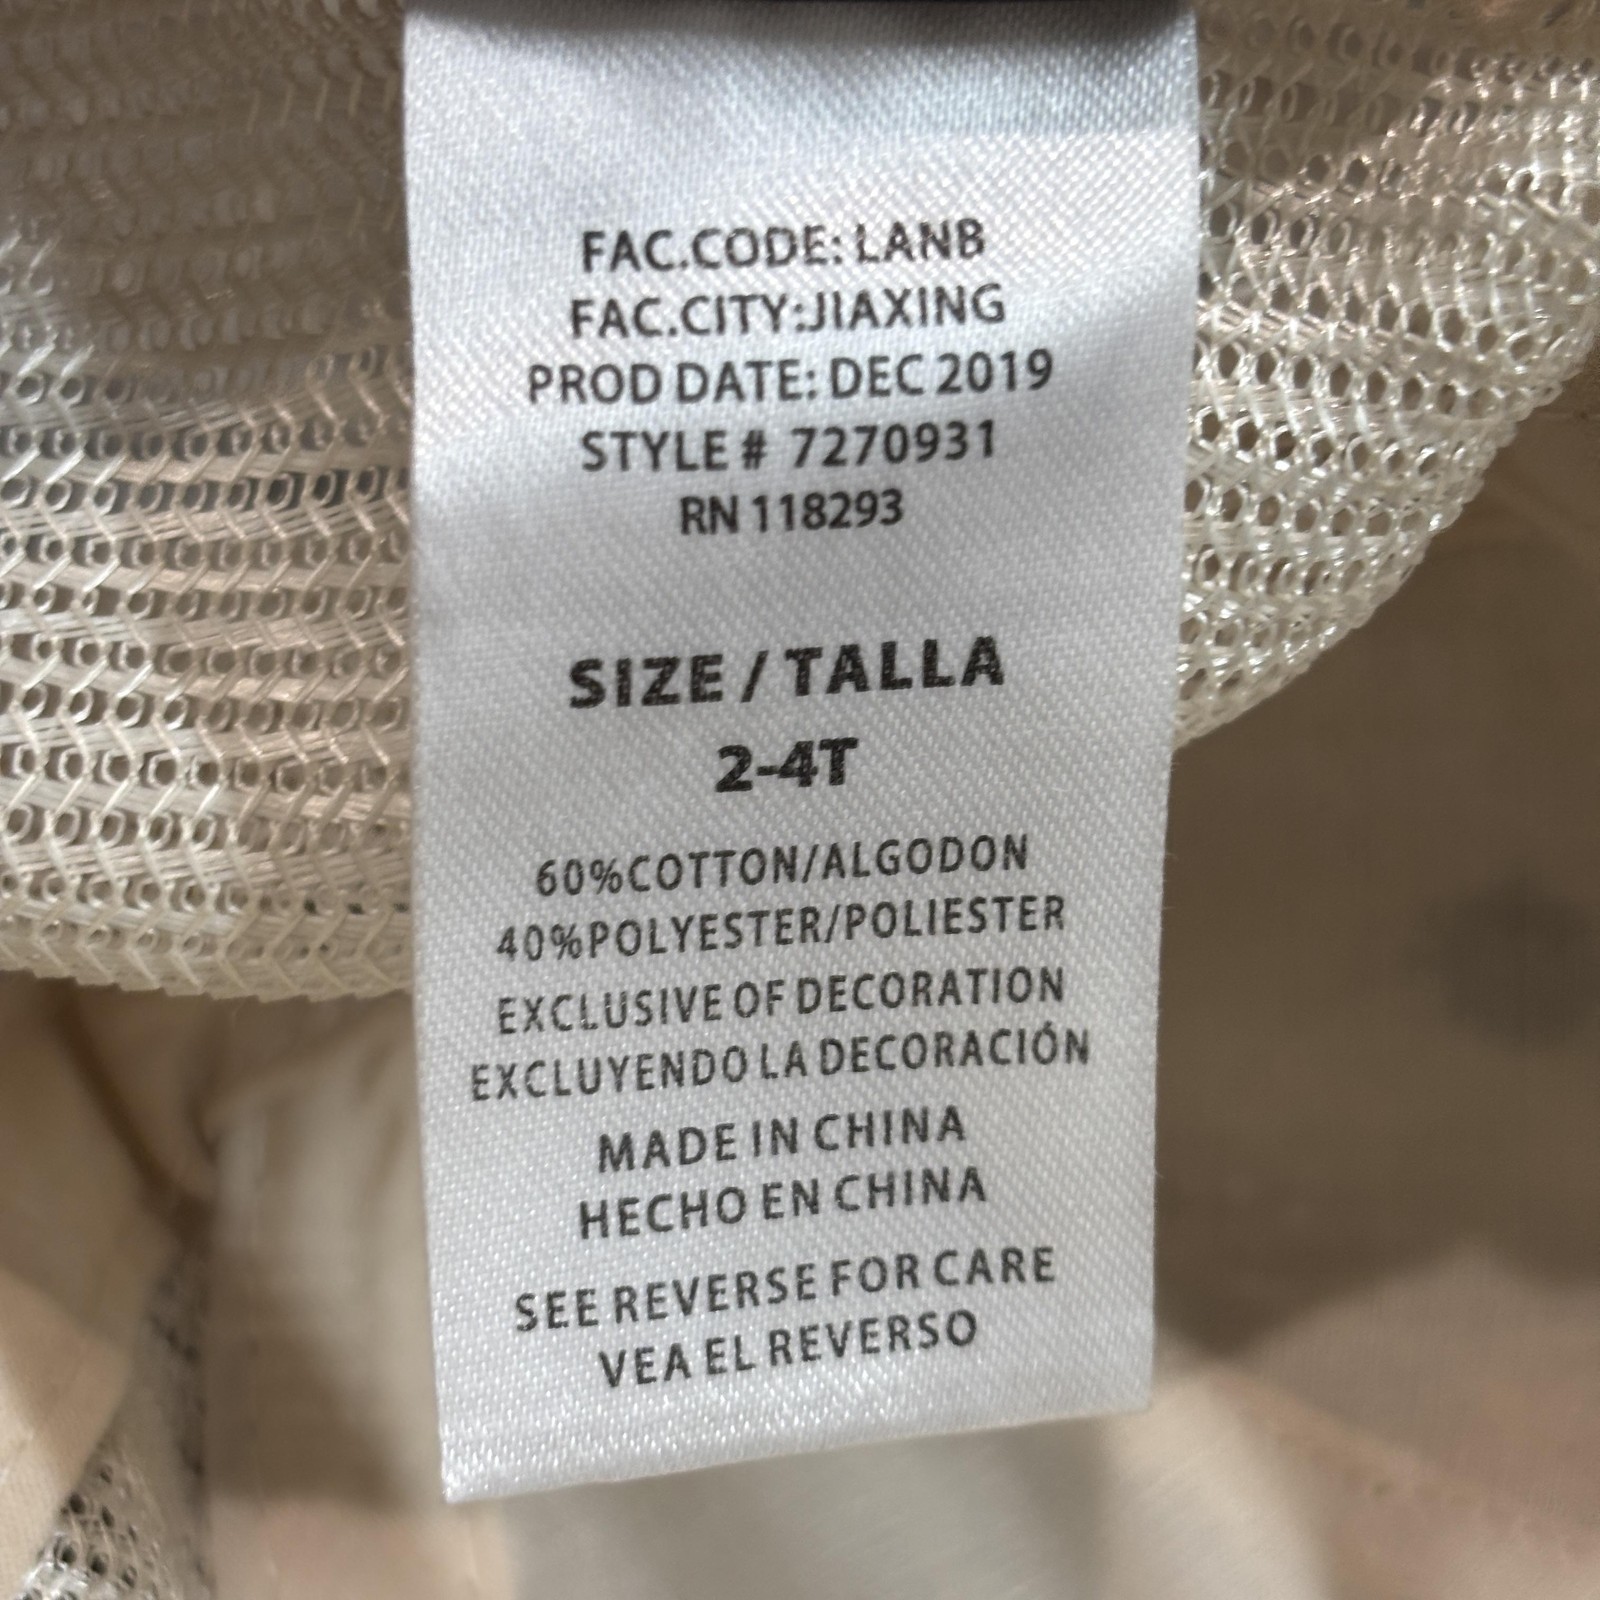 FAC.CODE: LANB
FAC.CITY:JIAXING
PROD DATE: DEC 2019
STYLE # 7270931
RN 118293
SIZE / TALLA
2-4T
60%COTTON/ALGODON
40%POLYESTER/POLIESTER
EXCLUSIVE OF DECORATION
EXCLUYENDO LA DECORACIÓN
MADE IN CHINA
HECHO EN CHINA
SEE REVERSE FOR CARE
VEA EL REVERSO